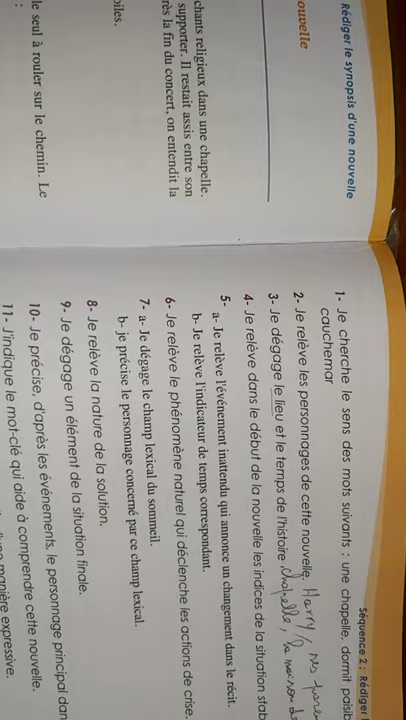 Rédiger le synopsis d'une nouvelle
ouvelle
chants religieux dans une chapelle.
supporter. Il restait assis entre son
rès la fin du concert, on entendit la
biles.
le seul à rouler sur le chemin. Le
:
Séquence 2 : Rédiger
1- Je cherche le sens des mots suivants : une chapelle, dormit paisi
cauchemar
2- Je relève les personnages de cette nouvelle. Harry
3- Je dégage le lieu et le temps de l'histoire chapelle, la maison de
4- Je relève dans le début de la nouvelle les indices de la situation stab
5- a- Je relève l'événement inattendu qui annonce un changement dans le récit.
b- Je relève l'indicateur de temps correspondant.
6- Je relève le phénomène naturel qui déclenche les actions de crise.
7- a- Je dégage le champ lexical du sommeil.
b- je précise le personnage concerné par ce champ lexical.
8- Je relève la nature de la solution.
9- Je dégage un élément de la situation finale.
10- Je précise, d'après les événements, le personnage principal dan
11- J'indique le mot-clé qui aide à comprendre cette nouvelle.
manière expressive.